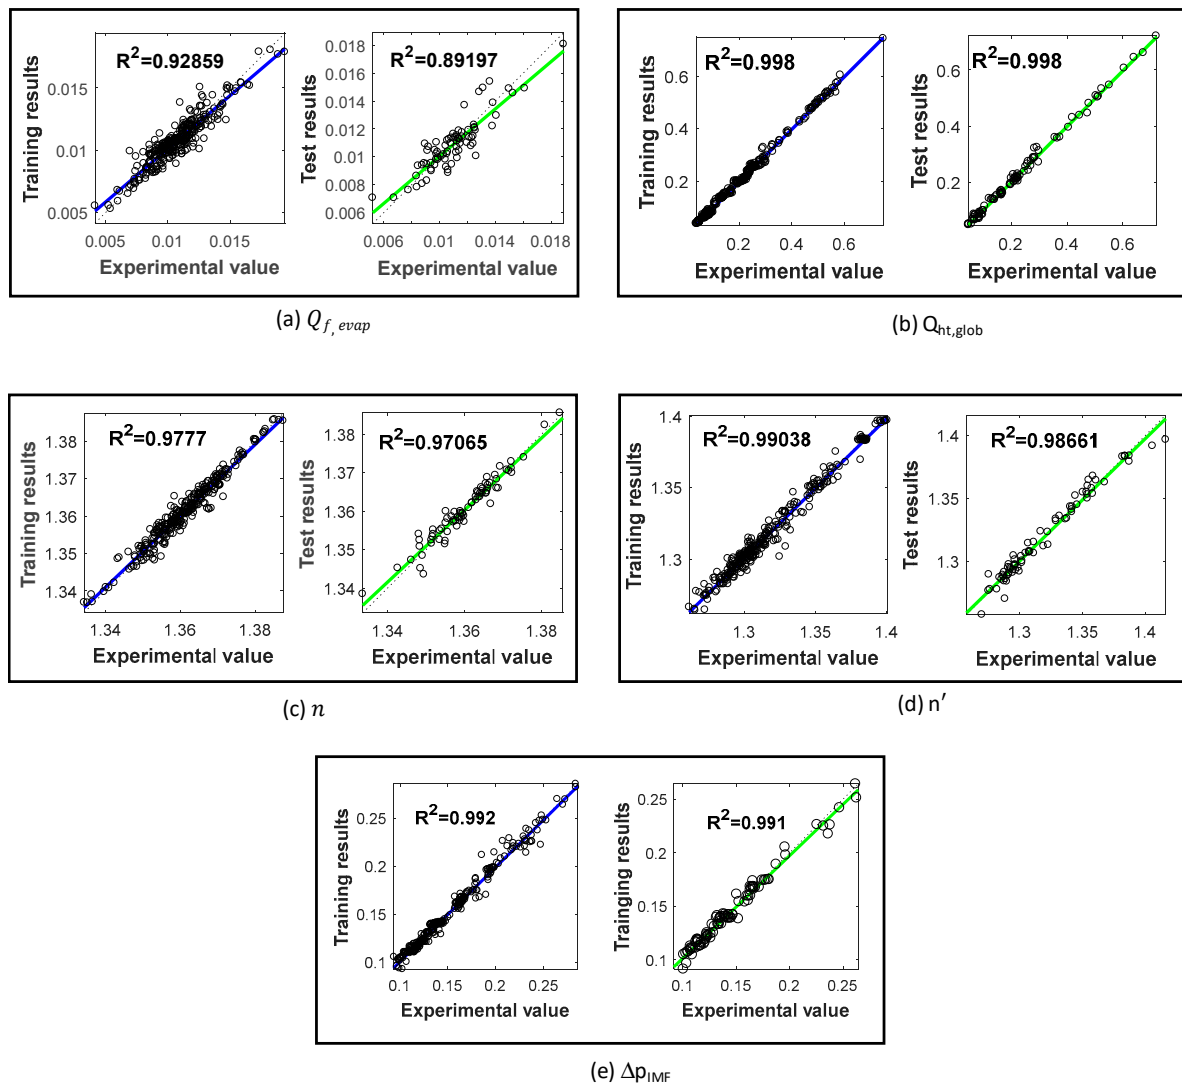 R²=0.92859
Training results
0.015
0.01
0.005
0.005 0.01 0.015
Experimental value
R²=0.89197
Test results
0.018
0.016
0.014
0.012
0.01
0.008
0.006
0.006 0.01 0.014 0.018
Experimental value
(a) Q_f, evap
R²=0.998
Training results
0.6
0.4
0.2
0.2 0.4 0.6
Experimental value
R²=0.998
Test results
0.6
0.4
0.2
0.2 0.4 0.6
Experimental value
(b) Q_ht,glob
R²=0.9777
Training results
1.38
1.37
1.36
1.35
1.34
1.34 1.36 1.38
Experimental value
R²=0.97065
Test results
1.38
1.37
1.36
1.35
1.34
1.34 1.36 1.38
Experimental value
(c) n
R²=0.99038
Training results
1.4
1.35
1.3
1.3 1.35 1.4
Experimental value
R²=0.98661
Test results
1.4
1.35
1.3
1.3 1.35 1.4
Experimental value
(d) n′
R²=0.992
Training results
0.25
0.2
0.15
0.1
0.1 0.15 0.2 0.25
Experimental value
R²=0.991
Trainging results
0.25
0.2
0.15
0.1
0.1 0.15 0.2 0.25
Experimental value
(e) Δp_IMF